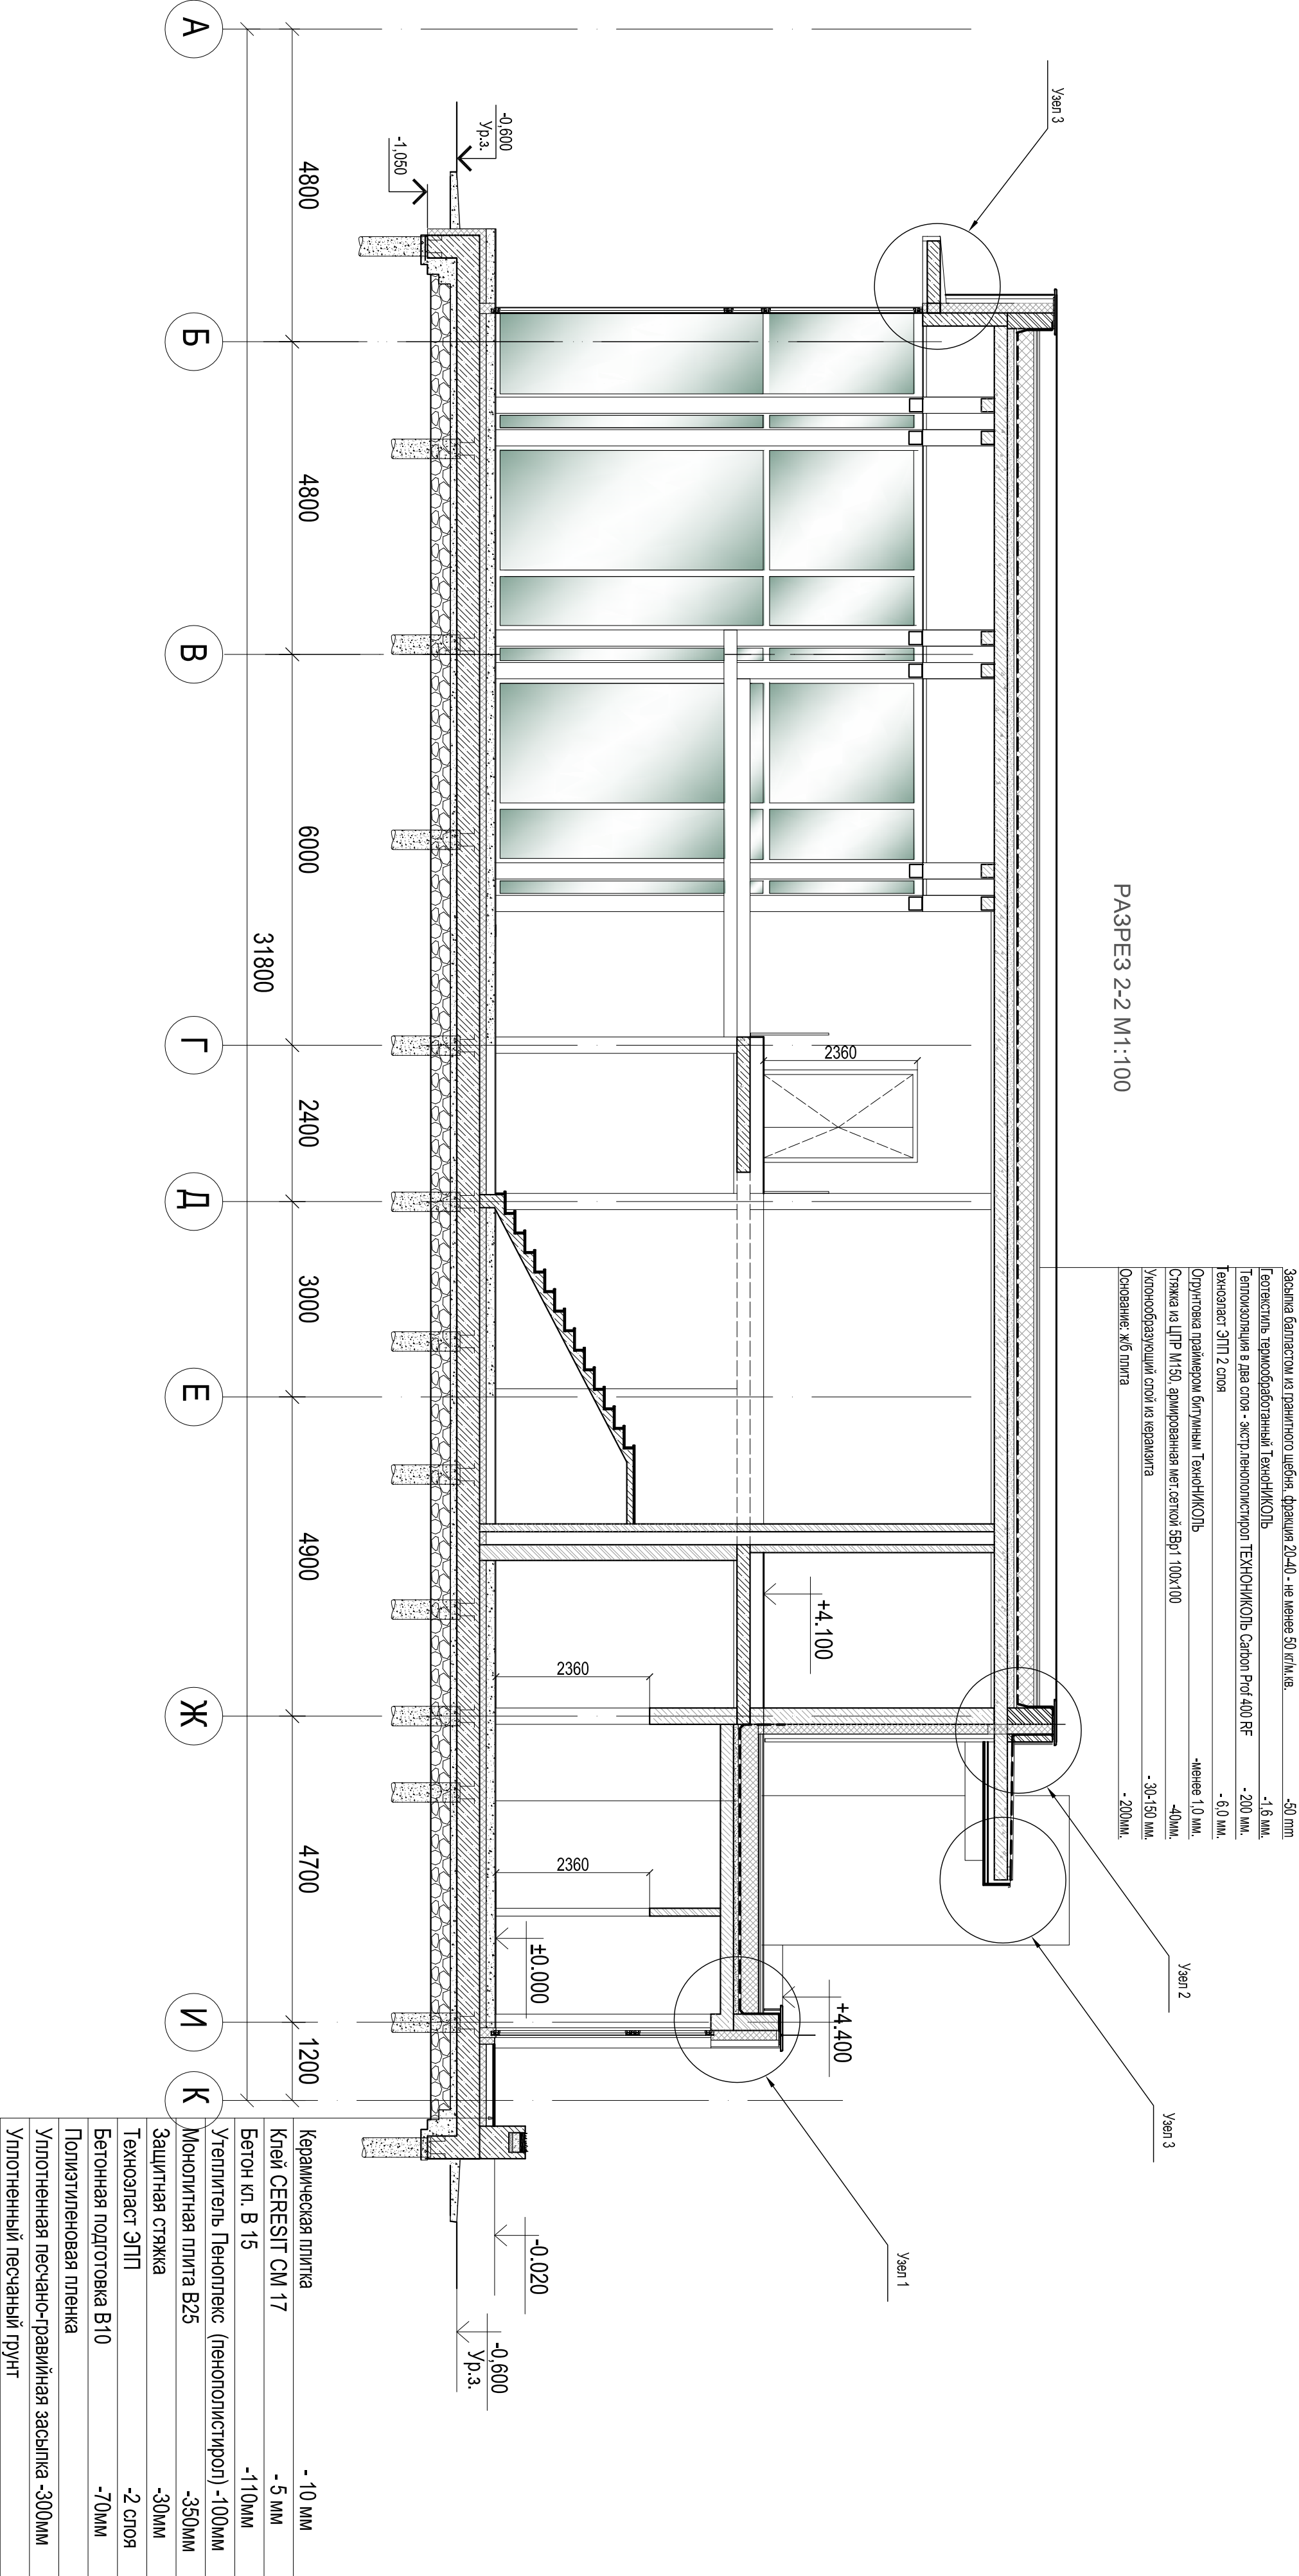 РАЗРЕЗ 2-2 М1:100
Засыпка балластом из гранитного щебня, фракция 20-40 - не менее 50 кг/м.кв. -50 mm
Геотекстиль термообработанный ТехноНИКОЛЬ -1,6 мм.
Теплоизоляция в два слоя - экстр.пенополистирол ТЕХНОНИКОЛЬ Carbon Prof 400 RF - 200 мм.
Техноэласт ЭПП 2 слоя - 6,0 мм.
Огрунтовка праймером битумным ТехноНИКОЛЬ -менее 1,0 мм.
Стяжка из ЦПР М150, армированная мет.сеткой 5Вр1 100х100 -40мм.
Уклонообразующий слой из керамзита - 30-150 мм.
Основание: ж/б плита - 200мм.
Узел 3
Узел 2
Узел 3
Узел 1
2360
+4.100
+4.400
2360
2360
±0.000
-0.020
-0,600
Ур.з.
-1,050
-0,600
Ур.з.
4800
4800
6000
2400
3000
4900
4700
1200
31800
А
Б
В
Г
Д
Е
Ж
И
К
Керамическая плитка - 10 мм
Клей CERESIT СМ 17 - 5 мм
Бетон кл. В 15 -110мм
Утеплитель Пеноплекс (пенополистирол) -100мм
Монолитная плита В25 -350мм
Защитная стяжка -30мм
Техноэласт ЭПП -2 слоя
Бетонная подготовка В10 -70мм
Полиэтиленовая пленка
Уплотненная песчано-гравийная засыпка -300мм
Уплотненный песчаный грунт